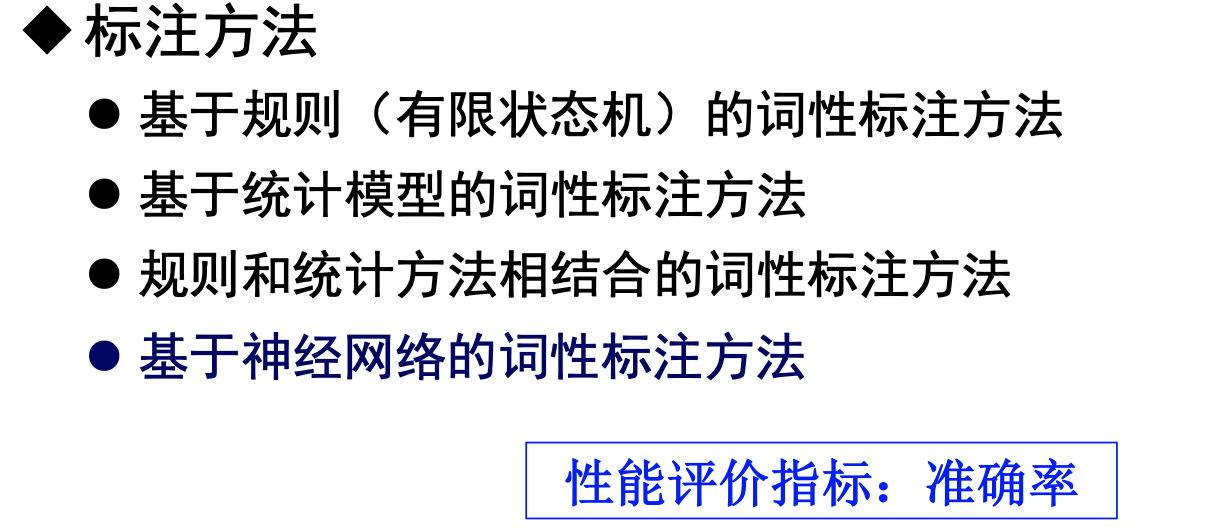 ◆标注方法
●基于规则（有限状态机）的词性标注方法
●基于统计模型的词性标注方法
●规则和统计方法相结合的词性标注方法
●基于神经网络的词性标注方法
性能评价指标：准确率